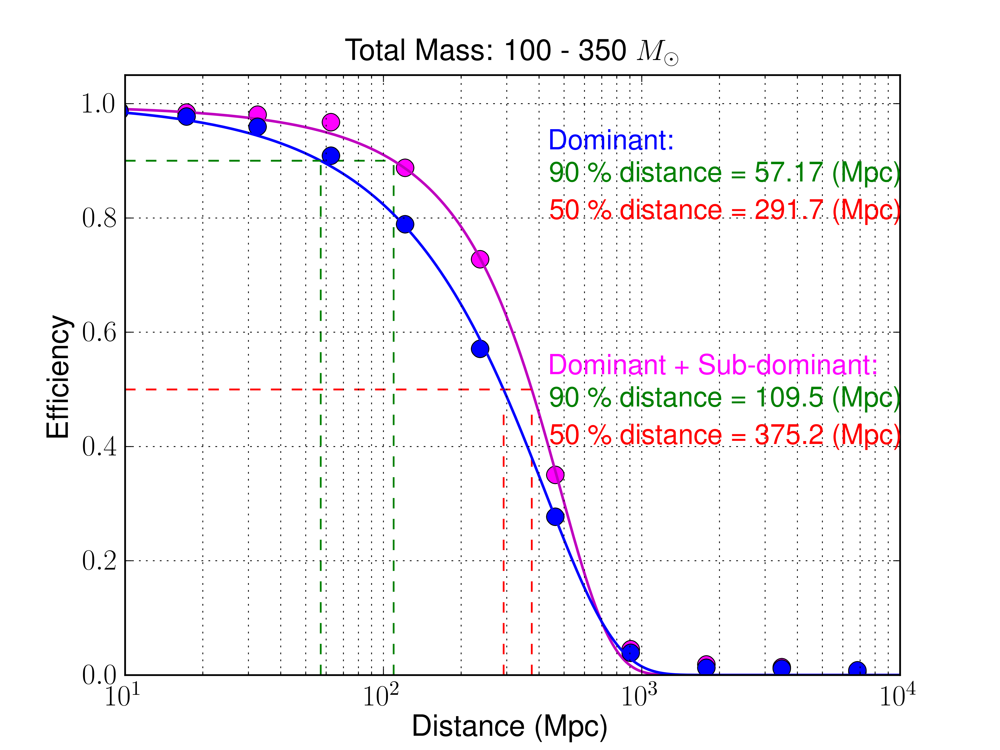 Total Mass: 100 - 350 M⊙
1.0
0.8
0.6
0.4
0.2
0.0
Efficiency
Dominant:
90 % distance = 57.17 (Mpc)
50 % distance = 291.7 (Mpc)
Dominant + Sub-dominant:
90 % distance = 109.5 (Mpc)
50 % distance = 375.2 (Mpc)
10¹ 10² 10³ 10⁴
Distance (Mpc)